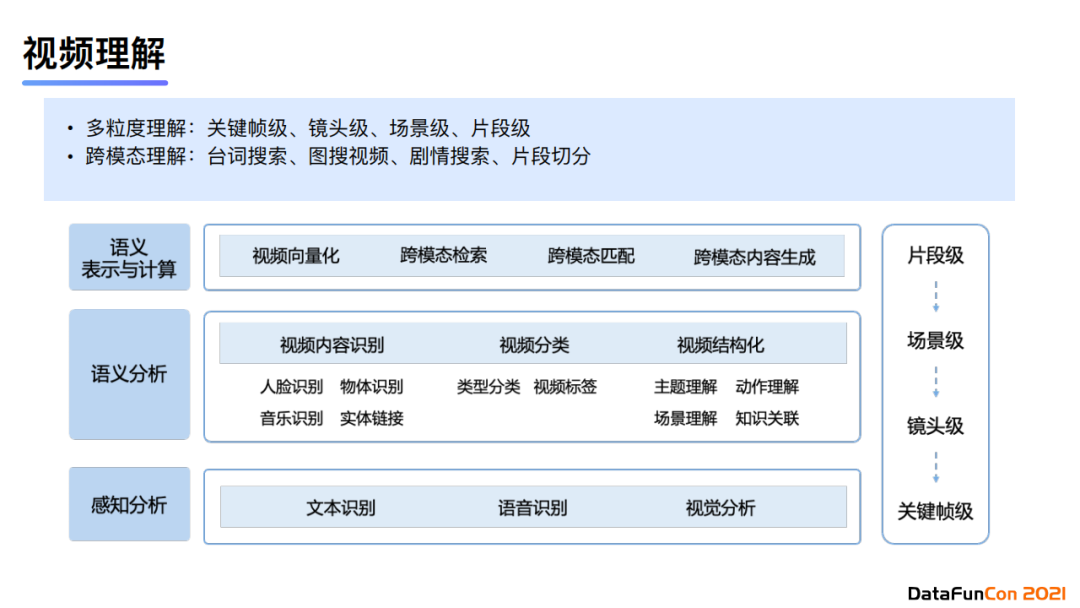 视频理解
• 多粒度理解：关键帧级、镜头级、场景级、片段级
• 跨模态理解：台词搜索、图搜视频、剧情搜索、片段切分
语义
表示与计算
视频向量化 跨模态检索 跨模态匹配 跨模态内容生成
语义分析
视频内容识别 视频分类 视频结构化
人脸识别 物体识别 类型分类 视频标签 主题理解 动作理解
音乐识别 实体链接 场景理解 知识关联
感知分析
文本识别 语音识别 视觉分析
片段级
场景级
镜头级
关键帧级
DataFunCon 2021